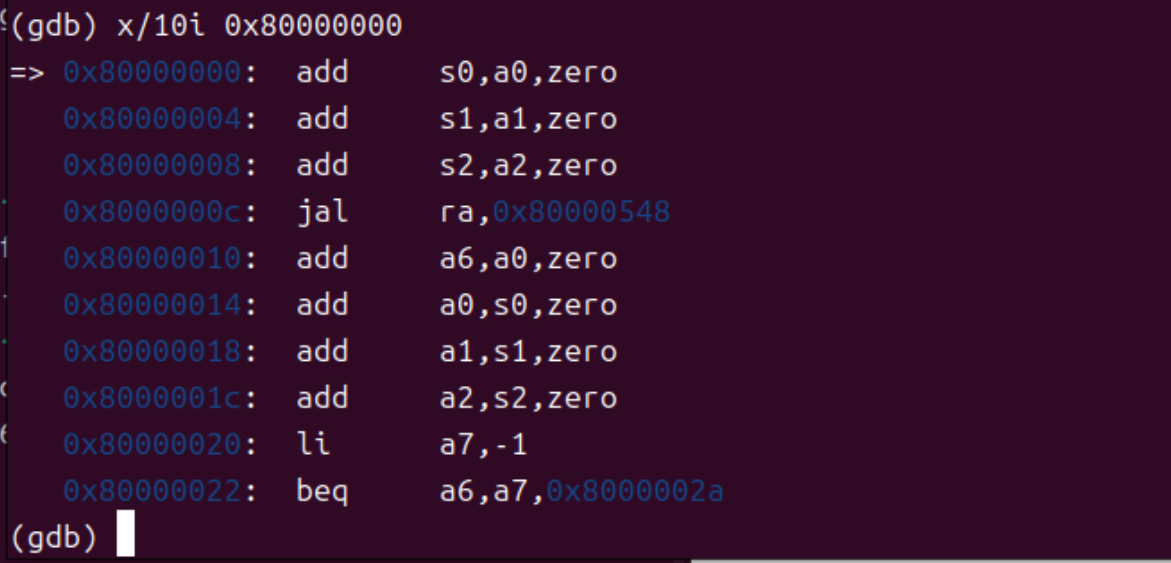 (gdb) x/10i 0x80000000
=> 0x80000000: add s0,a0,zero
0x80000004: add s1,a1,zero
0x80000008: add s2,a2,zero
0x8000000c: jal ra,0x80000548
0x80000010: add a6,a0,zero
0x80000014: add a0,s0,zero
0x80000018: add a1,s1,zero
0x8000001c: add a2,s2,zero
0x80000020: li a7,-1
0x80000022: beq a6,a7,0x8000002a
(gdb)